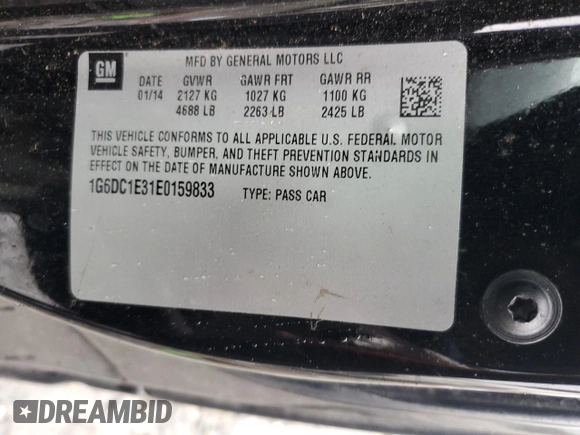 GM
MFD BY GENERAL MOTORS LLC
DATE GVWR GAWR FRT GAWR RR
01/14 2127 KG 1027 KG 1100 KG
4688 LB 2263 LB 2425 LB
THIS VEHICLE CONFORMS TO ALL APPLICABLE U.S. FEDERAL MOTOR
VEHICLE SAFETY, BUMPER, AND THEFT PREVENTION STANDARDS IN
EFFECT ON THE DATE OF MANUFACTURE SHOWN ABOVE.
1G6DC1E31E0159833 TYPE: PASS CAR
DREAMBID